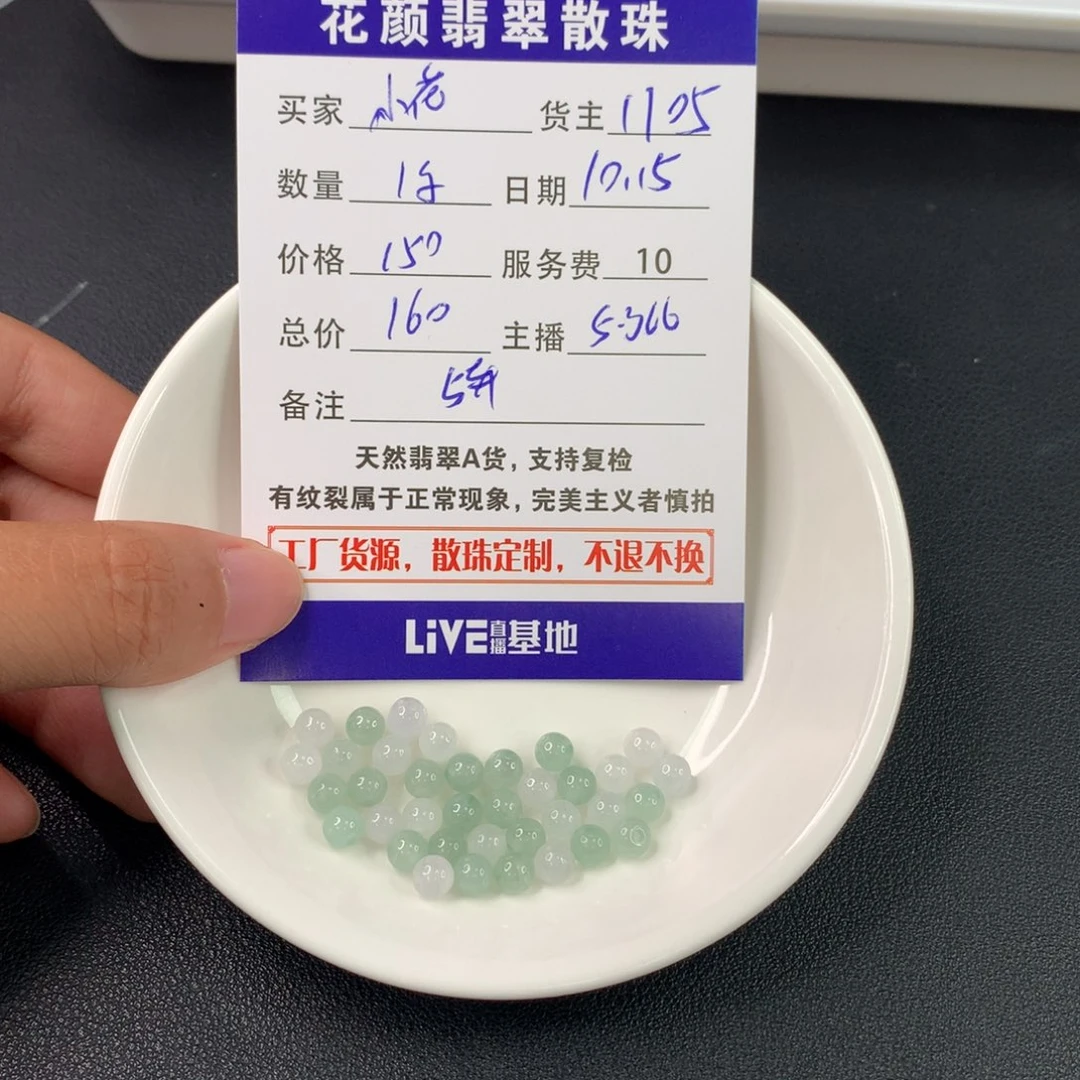 花颜翡翠散珠
买家 小花 货主 1105
数量 1份 日期 10.15
价格 150 服务费 10
总价 160 主播 5-366
备注
天然翡翠A货，支持复检
有纹裂属于正常现象，完美主义者慎拍
工厂货源，散珠定制，不退不换
LiVE直播基地